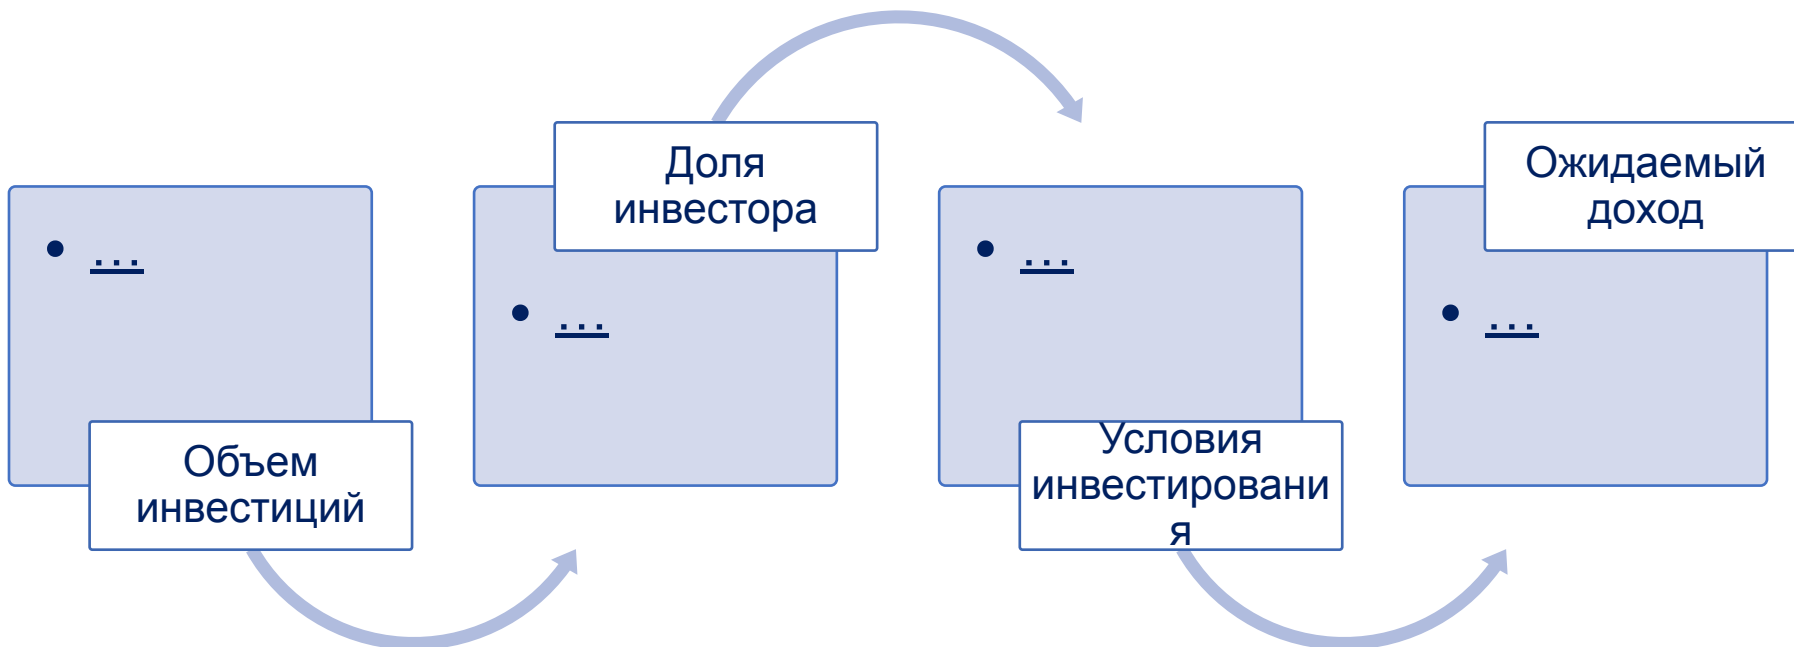 • ...
Объем
инвестиций
Доля
инвестора
• ...
• ...
Условия
инвестировани
я
Ожидаемый
доход
• ...